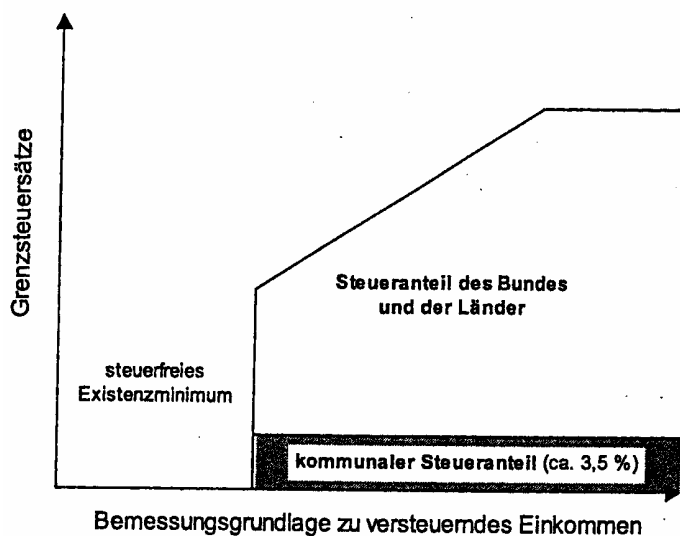 Grenzsteuersätze
Steueranteil des Bundes
und der Länder
steuerfreies
Existenzminimum
kommunaler Steueranteil (ca. 3,5 %)
Bemessungsgrundlage zu versteuerndes Einkommen